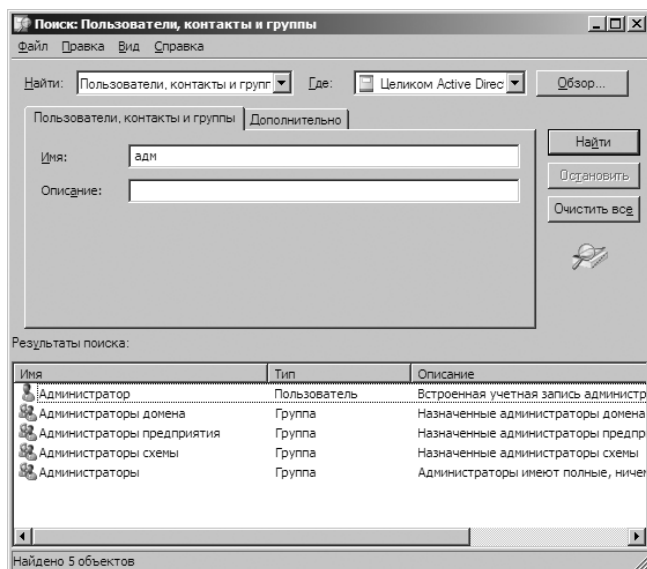 Поиск: Пользователи, контакты и группы
Файл Правка Вид Справка
Найти: Пользователи, контакты и групг Где: Целиком Active Direc Обзор...
Пользователи, контакты и группы Дополнительно
Имя: адм
Описание:
Найти
Остановить
Очистить все
Результаты поиска:
Имя Тип Описание
Администратор Пользователь Встроенная учетная запись администр
Администраторы домена Группа Назначенные администраторы домена
Администраторы предприятия Группа Назначенные администраторы предпр
Администраторы схемы Группа Назначенные администраторы схемы
Администраторы Группа Администраторы имеют полные, ничег
Найдено 5 объектов